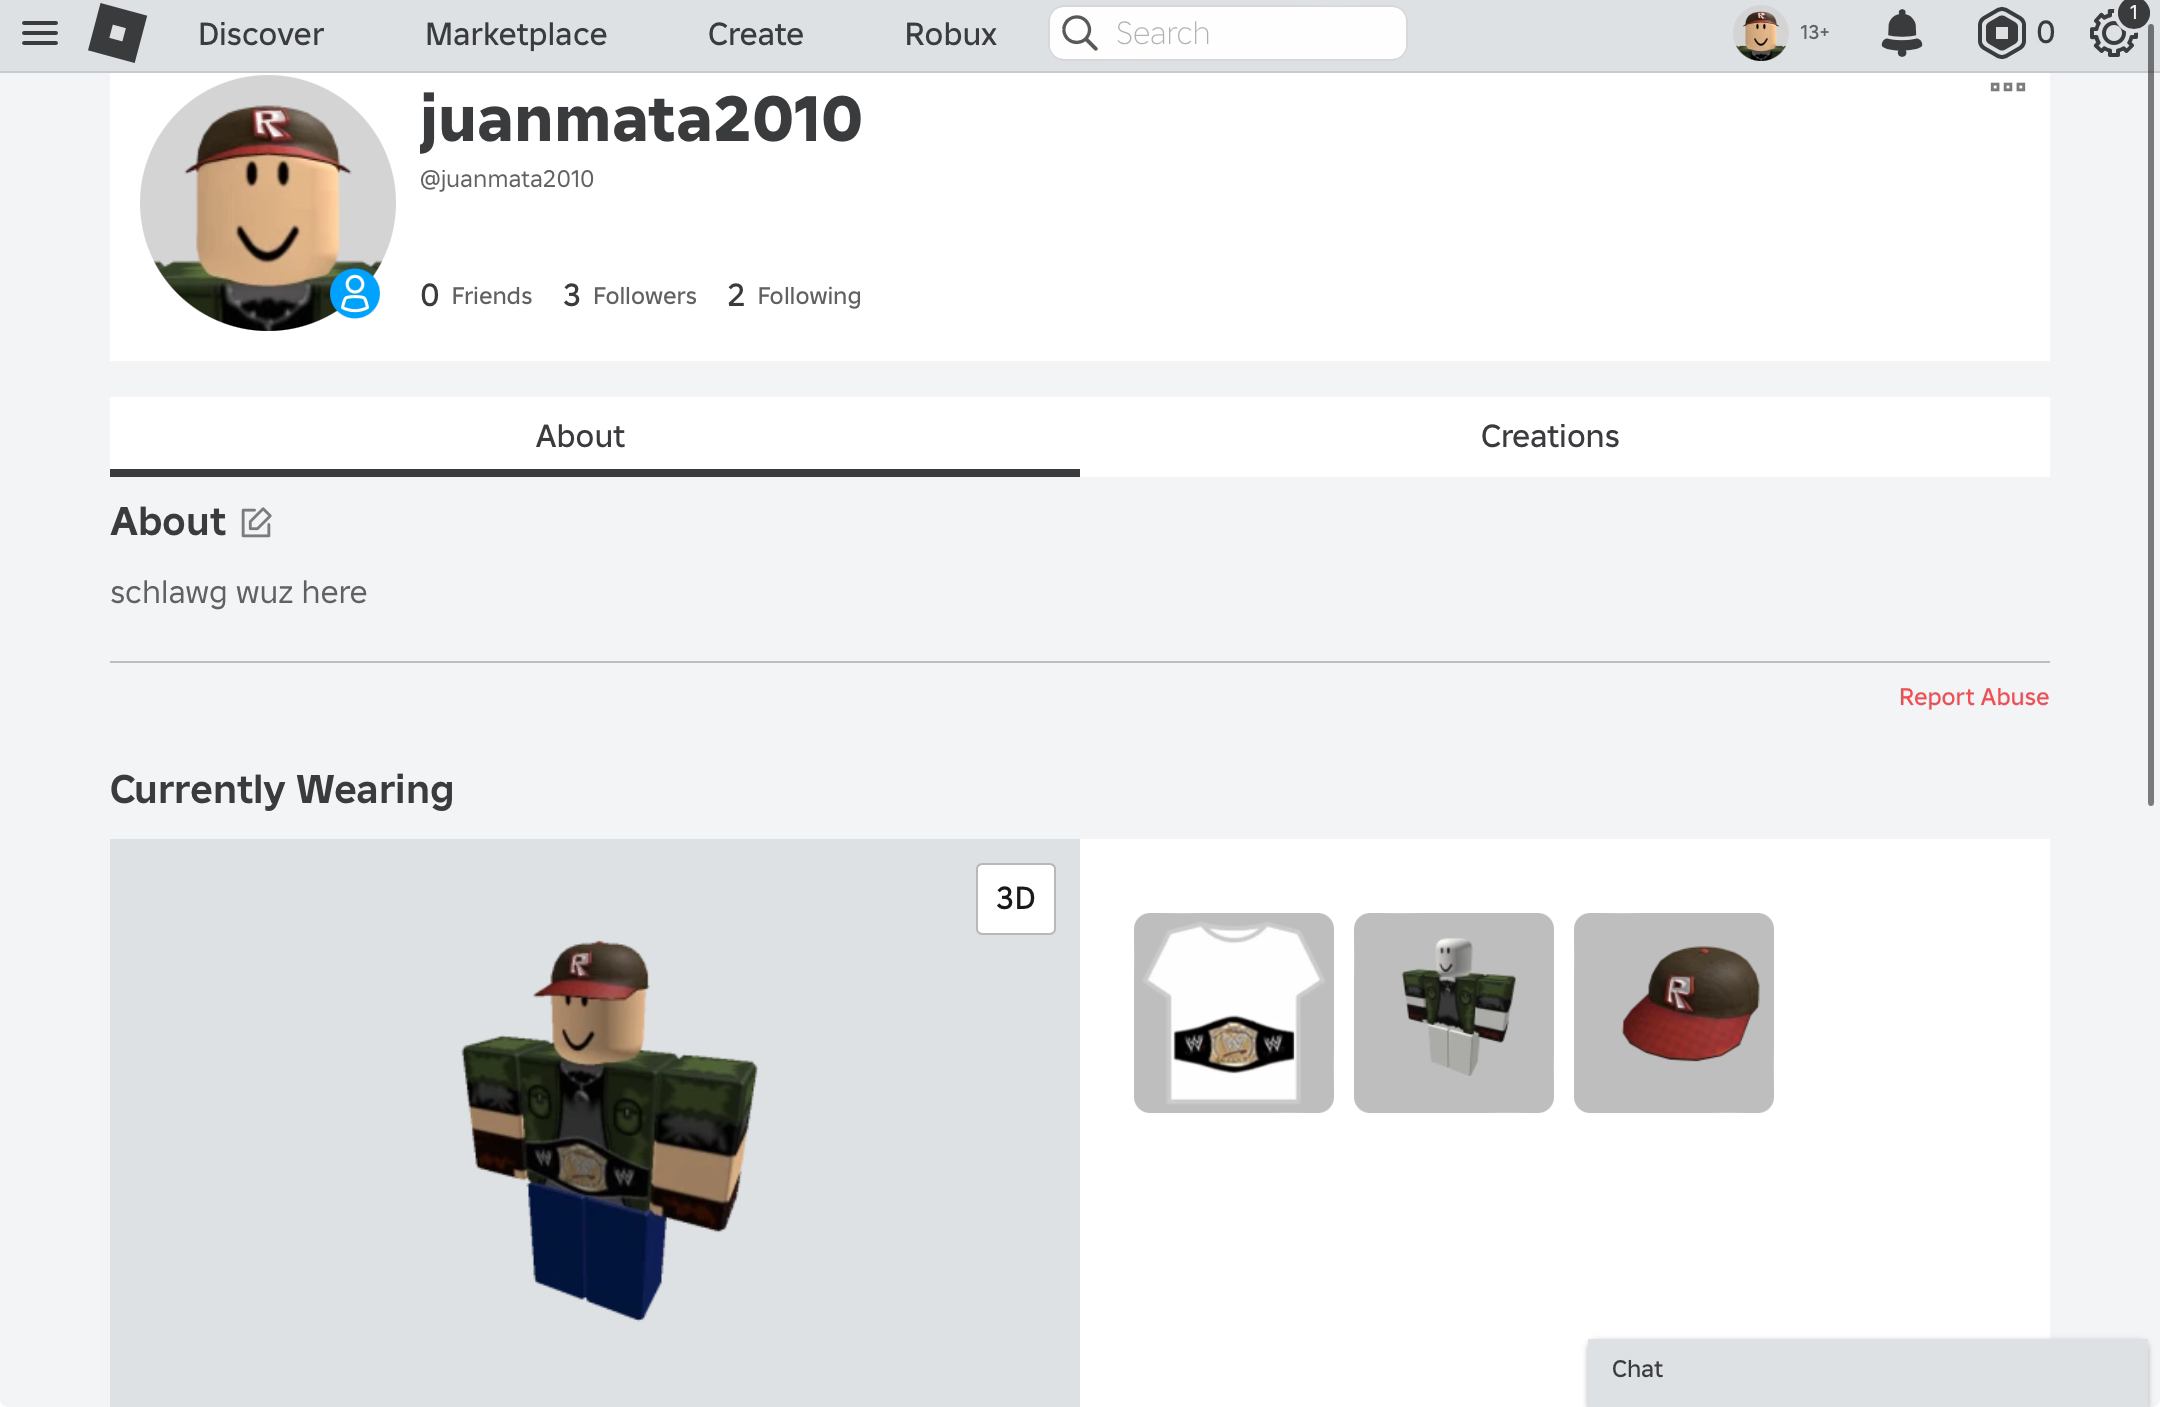 Discover Marketplace Create Robux Search 13+ 0 1
juanmata2010
@juanmata2010
0 Friends 3 Followers 2 Following
About Creations
About
schlawg wuz here
Report Abuse
Currently Wearing
3D
R
W W W
R
W W
Chat